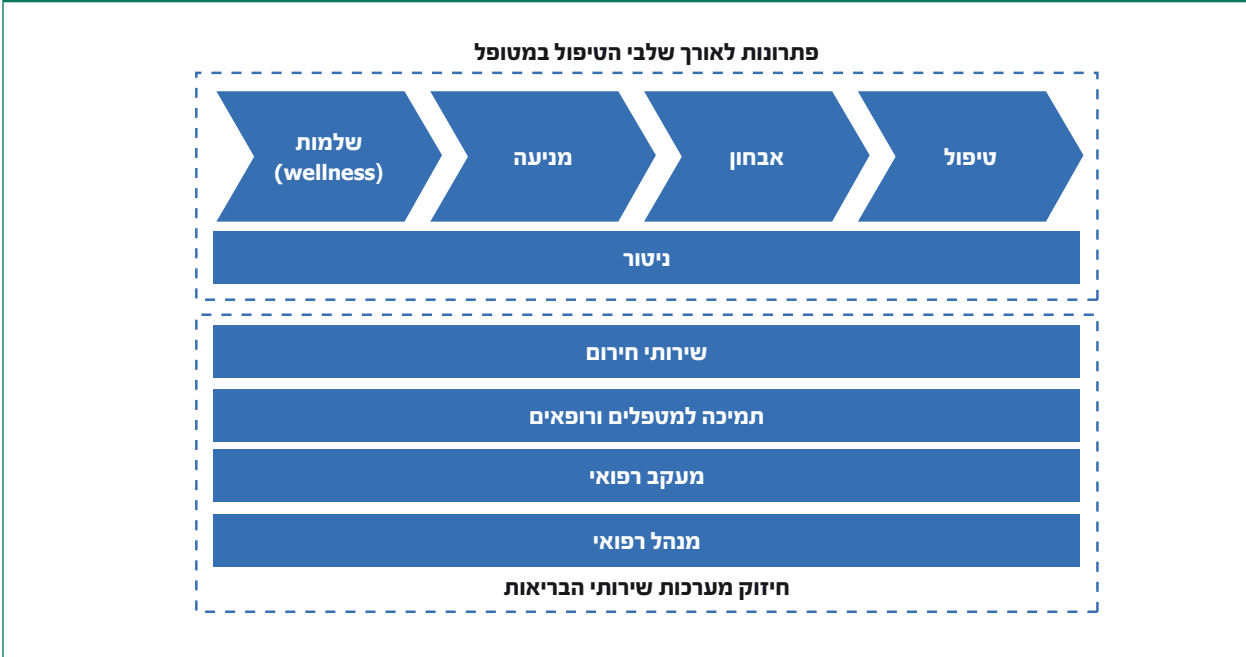 פתרונות לאורך שלבי הטיפול במטופל
שלמות
(wellness)
מניעה
אבחון
טיפול
ניטור
שירותי חירום
תמיכה למטפלים ורופאים
מעקב רפואי
מנהל רפואי
חיזוק מערכות שירותי הבריאות